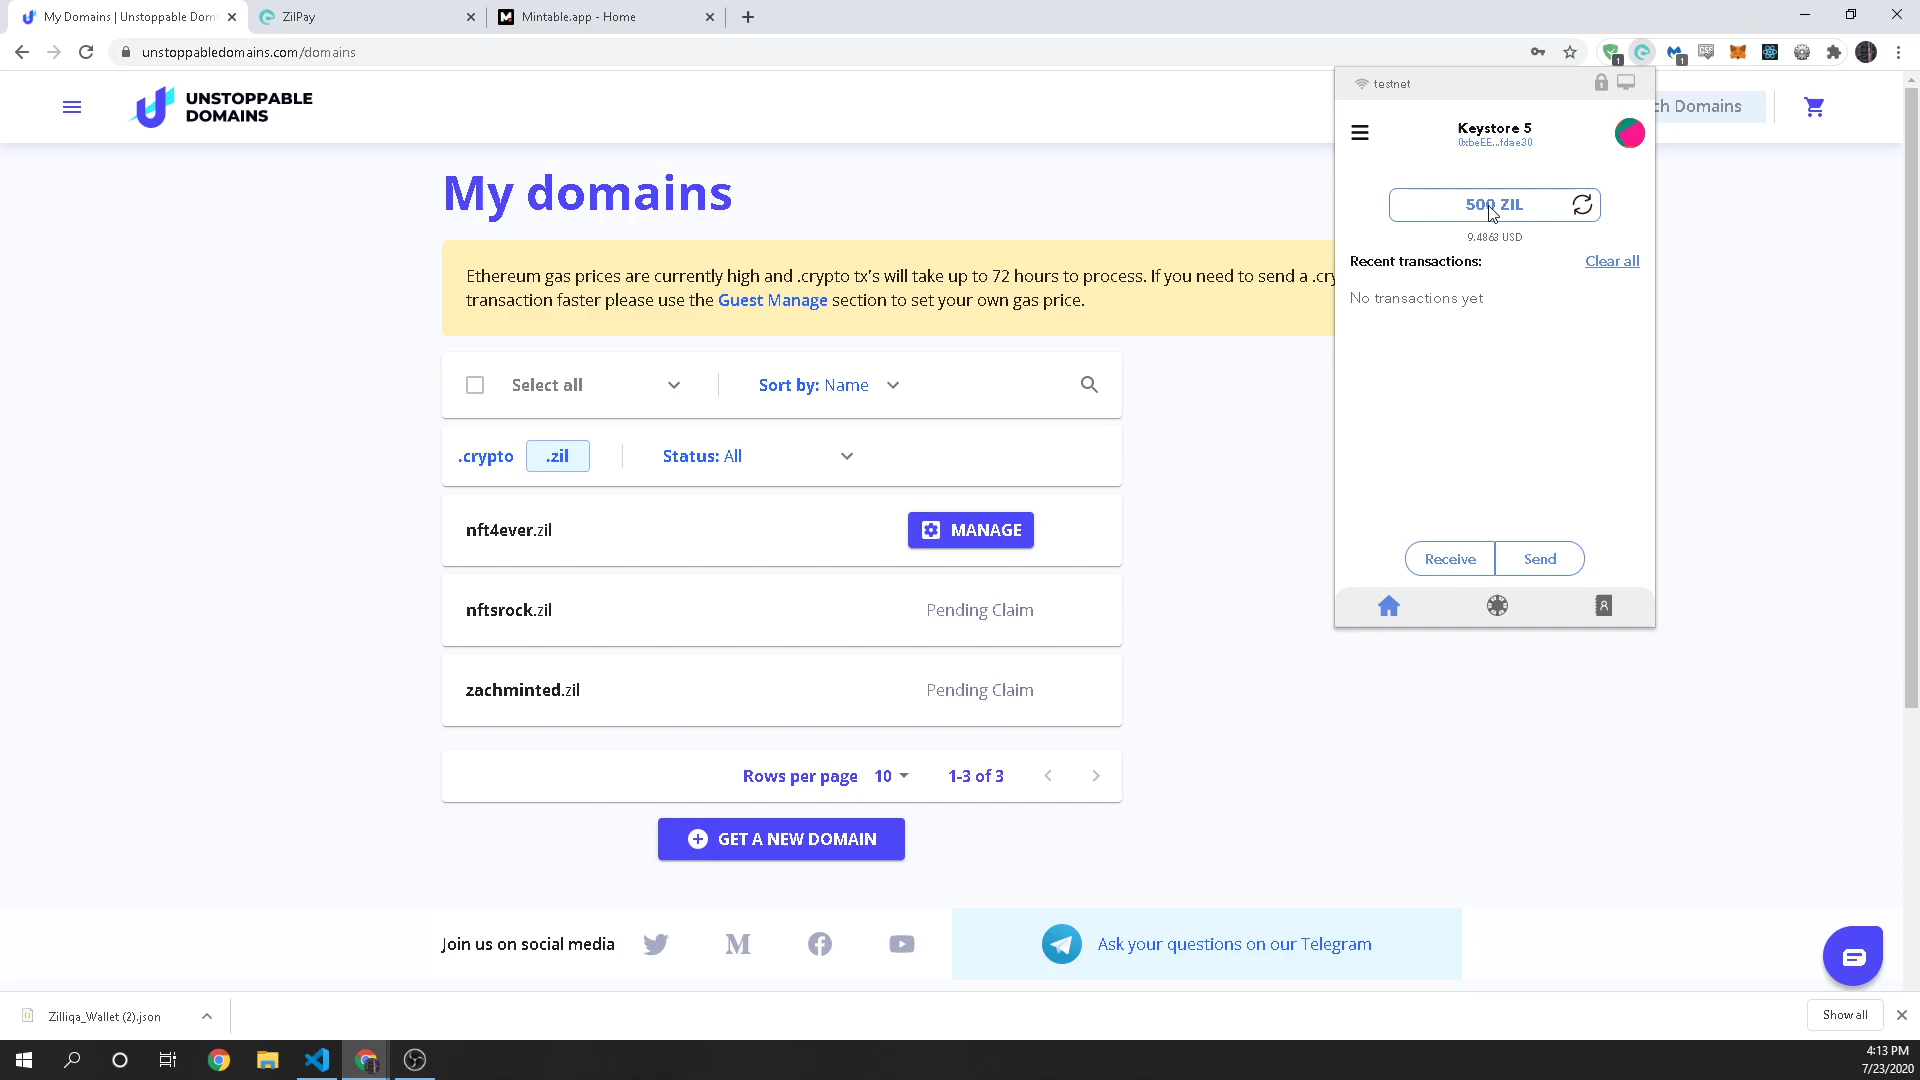 My Domains | Unstoppable Dom
ZilPay
Mintable.app - Home
unstoppabledomains.com/domains
1
1
CSS
testnet
UNSTOPPABLE
DOMAINS
ch Domains
Keystore 5
0xbeEE...fdae30
My domains
500 ZIL
9.4863 USD
Recent transactions:
Clear all
No transactions yet
Ethereum gas prices are currently high and .crypto tx's will take up to 72 hours to process. If you need to send a .cry
transaction faster please use the Guest Manage section to set your own gas price.
Select all
Sort by: Name
.crypto
.zil
Status: All
nft4ever.zil
MANAGE
Receive
Send
nftsrock.zil
Pending Claim
zachminted.zil
Pending Claim
Rows per page
10
1-3 of 3
GET A NEW DOMAIN
Join us on social media
Ask your questions on our Telegram
Zilliqa_Wallet (2).json
Show all
4:13 PM
7/23/2020